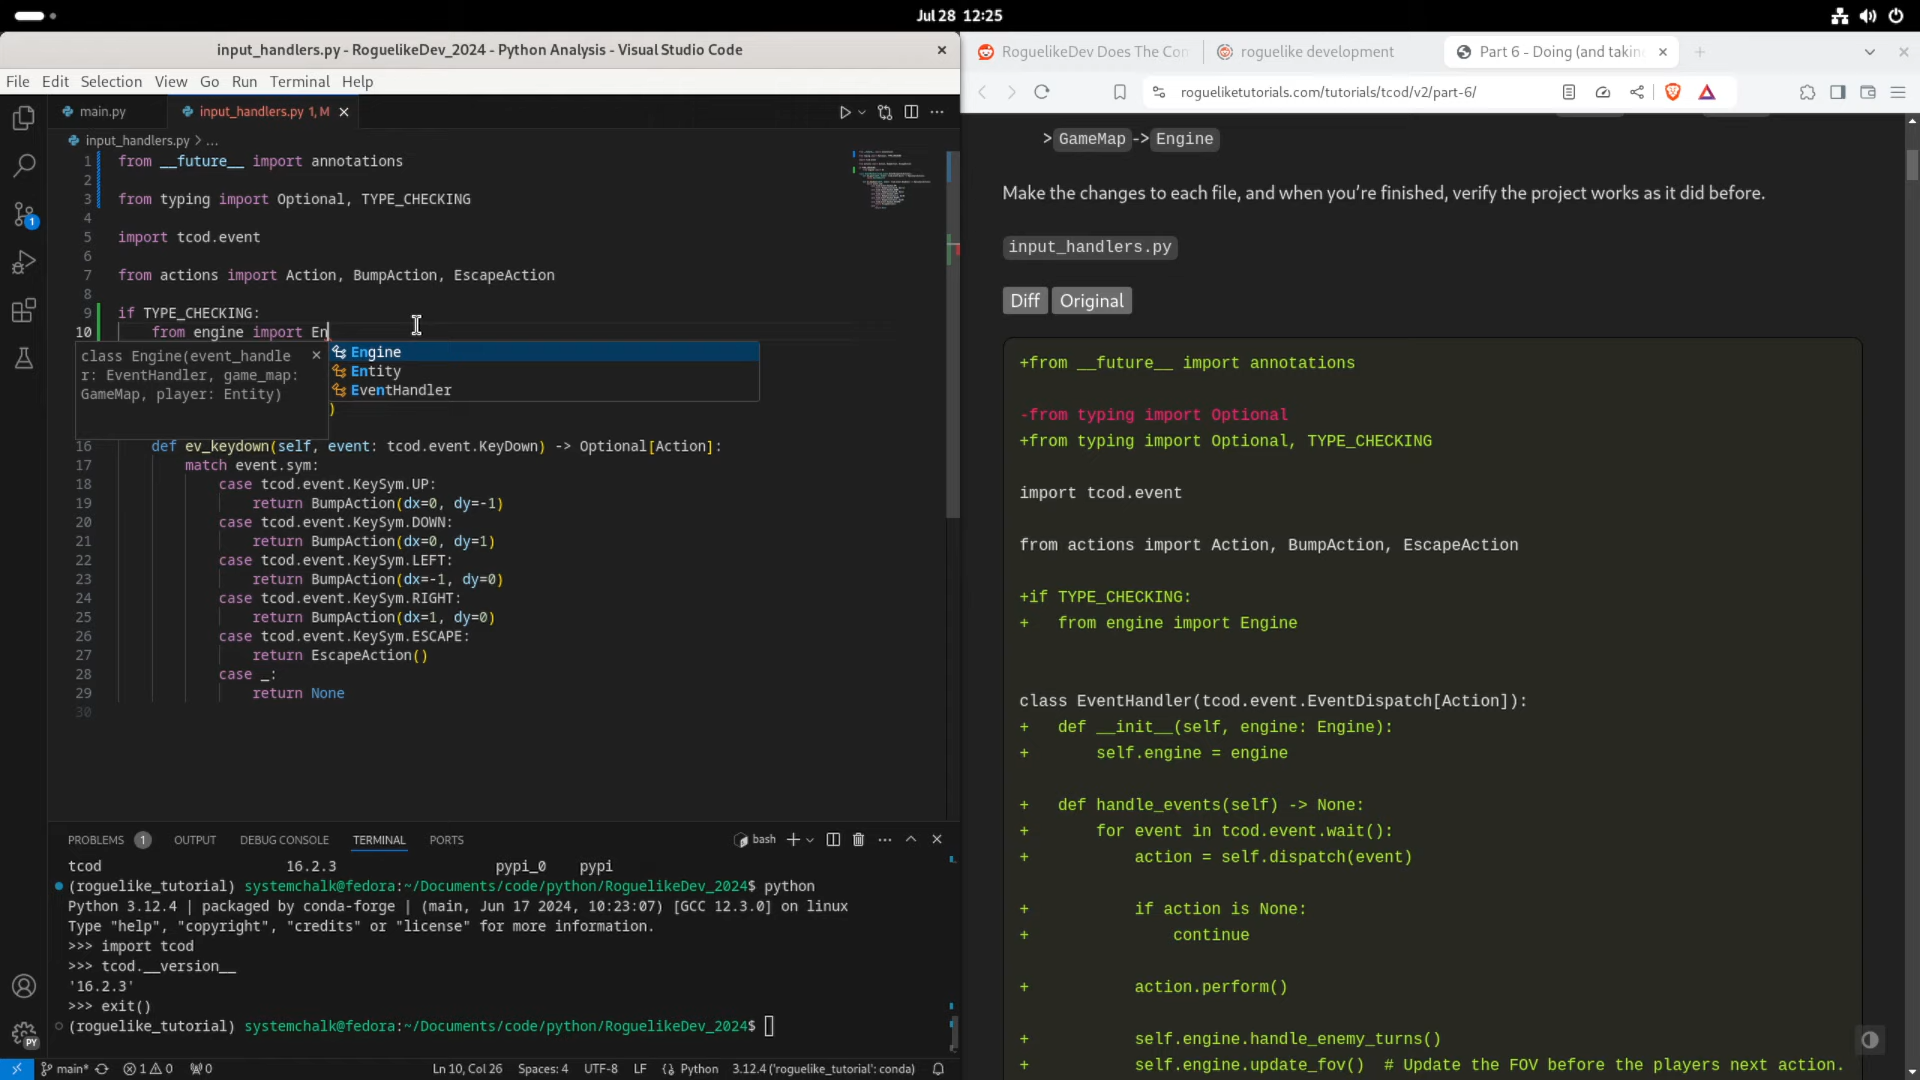 Jul 28 12:25
input_handlers.py - RoguelikeDev_2024 - Python Analysis - Visual Studio Code
File Edit Selection View Go Run Terminal Help
main.py
input_handlers.py 1, M
input_handlers.py > ...
1 from __future__ import annotations
2
3 from typing import Optional, TYPE_CHECKING
4
5 import tcod.event
6
7 from actions import Action, BumpAction, EscapeAction
8
9 if TYPE_CHECKING:
10 from engine import En
class Engine(event_handle
r: EventHandler, game_map:
GameMap, player: Entity)
Engine
Entity
EventHandler
)
16 def ev_keydown(self, event: tcod.event.KeyDown) -> Optional[Action]:
17 match event.sym:
18 case tcod.event.KeySym.UP:
19 return BumpAction(dx=0, dy=-1)
20 case tcod.event.KeySym.DOWN:
21 return BumpAction(dx=0, dy=1)
22 case tcod.event.KeySym.LEFT:
23 return BumpAction(dx=-1, dy=0)
24 case tcod.event.KeySym.RIGHT:
25 return BumpAction(dx=1, dy=0)
26 case tcod.event.KeySym.ESCAPE:
27 return EscapeAction()
28 case _:
29 return None
30
1
PROBLEMS 1 OUTPUT DEBUG CONSOLE TERMINAL PORTS
bash
tcod 16.2.3 pypi_0 pypi
(roguelike_tutorial) systemchalk@fedora:~/Documents/code/python/RoguelikeDev_2024$ python
Python 3.12.4 | packaged by conda-forge | (main, Jun 17 2024, 10:23:07) [GCC 12.3.0] on linux
Type "help", "copyright", "credits" or "license" for more information.
>>> import tcod
>>> tcod.__version__
'16.2.3'
>>> exit()
(roguelike_tutorial) systemchalk@fedora:~/Documents/code/python/RoguelikeDev_2024$
PY
main* 1 0 0 Ln 10, Col 26 Spaces: 4 UTF-8 LF Python 3.12.4 ('roguelike_tutorial': conda)
RoguelikeDev Does The Con
roguelike development
Part 6 - Doing (and takin
rogueliketutorials.com/tutorials/tcod/v2/part-6/
> GameMap -> Engine
Make the changes to each file, and when you’re finished, verify the project works as it did before.
input_handlers.py
Diff Original
+from __future__ import annotations
-from typing import Optional
+from typing import Optional, TYPE_CHECKING
import tcod.event
from actions import Action, BumpAction, EscapeAction
+if TYPE_CHECKING:
+ from engine import Engine
class EventHandler(tcod.event.EventDispatch[Action]):
+ def __init__(self, engine: Engine):
+ self.engine = engine
+ def handle_events(self) -> None:
+ for event in tcod.event.wait():
+ action = self.dispatch(event)
+ if action is None:
+ continue
+ action.perform()
+ self.engine.handle_enemy_turns()
+ self.engine.update_fov() # Update the FOV before the players next action.